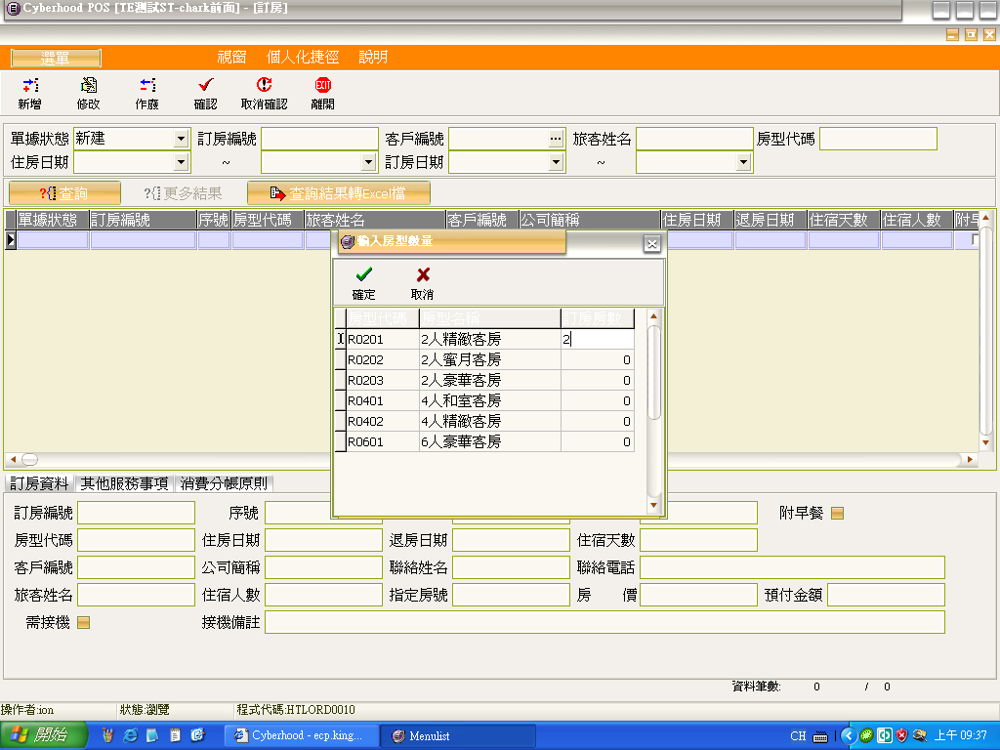 Cyberhood POS [TE測試ST-chark前面] - [訂房]
選單 視窗 個人化捷徑 說明
新增 修改 作廢 確認 取消確認 離開
單據狀態 新建 訂房編號 客戶編號 ... 旅客姓名 房型代碼
住房日期 ~ 訂房日期 ~
查詢 更多結果 查詢結果轉Excel檔
單據狀態 訂房編號 序號 房型代碼 旅客姓名 客戶編號 公司簡稱 住房日期 退房日期 住宿天數 住宿人數 附早
輸入房型數量
確定 取消
房型代碼 房型名稱 訂房房數
R0201 2人精緻客房 2
R0202 2人蜜月客房 0
R0203 2人豪華客房 0
R0401 4人和室客房 0
R0402 4人精緻客房 0
R0601 6人豪華客房 0
訂房資料 其他服務事項 消費分帳原則
訂房編號 序號 附早餐
房型代碼 住房日期 退房日期 住宿天數
客戶編號 公司簡稱 聯絡姓名 聯絡電話
旅客姓名 住宿人數 指定房號 房 價 預付金額
需接機 接機備註
資料筆數: 0 / 0
操作者:ion 狀態:瀏覽 程式代碼:HTLORD0010
開始 Cyberhood - ecp king... Menulist CH 上午 09:37